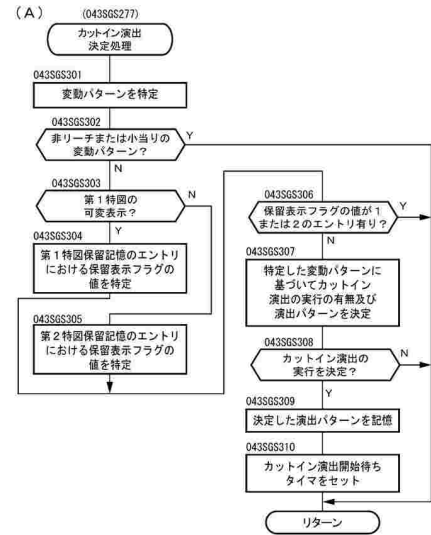 (A)
(043SGS277)
カットイン演出
決定処理
043SGS301
変動パターンを特定
043SGS302
非リーチまたは小当りの
変動パターン?
Y
N
043SGS303
第1特図の
可変表示?
N
Y
043SGS304
第1特図保留記憶のエントリ
における保留表示フラグの
値を特定
043SGS305
第2特図保留記憶のエントリ
における保留表示フラグの
値を特定
043SGS306
保留表示フラグの値が1
または2のエントリ有り?
Y
N
043SGS307
特定した変動パターンに
基づいてカットイン
演出の実行の有無及び
演出パターンを決定
043SGS308
カットイン演出の
実行を決定?
N
Y
043SGS309
決定した演出パターンを記憶
043SGS310
カットイン演出開始待ち
タイマをセット
リターン